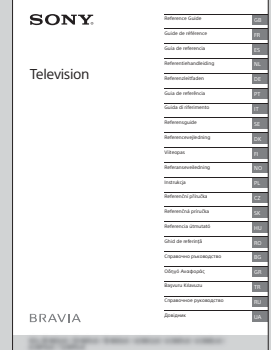 SONY
Television
Reference Guide GB
Guide de référence FR
Guía de referencia ES
Referentiehandleiding NL
Referenzleitfaden DE
Guia de referência PT
Guida di riferimento IT
Referensguide SE
Referencevejledning DK
Viiteopas FI
Referanseveiledning NO
Instrukcja PL
Referenční příručka CZ
Referenčná príručka SK
Referencia útmutató HU
Ghid de referință RO
Справочно ръководство BG
Οδηγό Αναφοράς GR
Başvuru Kılavuzu TR
Справочное руководство RU
Довідник UA
BRAVIA